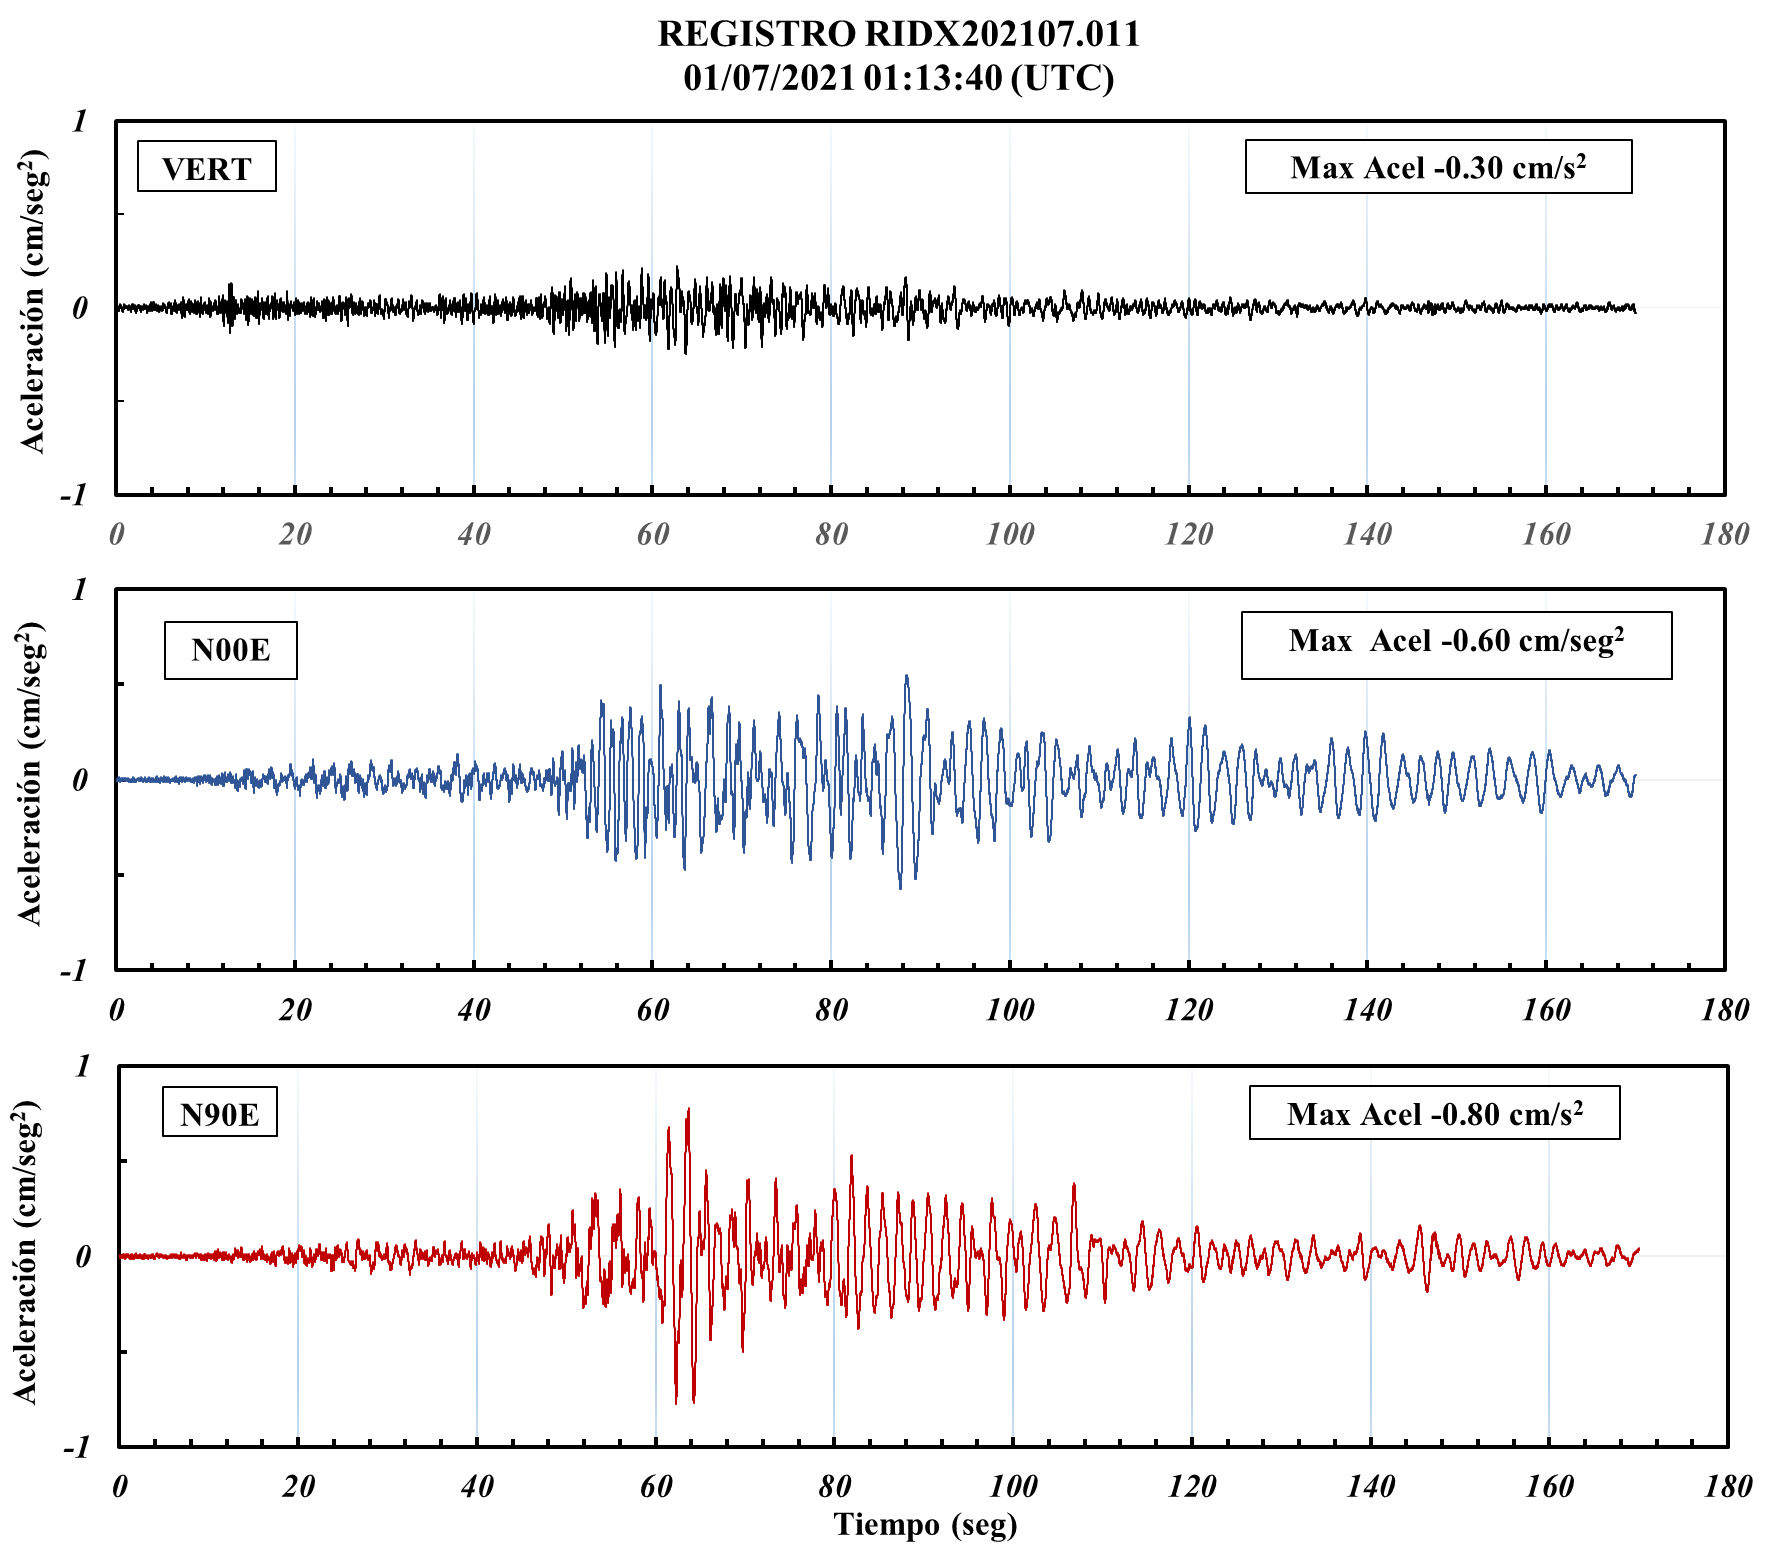 REGISTRO RIDX202107.011
01/07/2021 01:13:40 (UTC)
Aceleración (cm/seg²)
1
0
-1
VERT
Max Acel -0.30 cm/s²
0 20 40 60 80 100 120 140 160 180
Aceleración (cm/seg²)
1
0
-1
N00E
Max Acel -0.60 cm/seg²
0 20 40 60 80 100 120 140 160 180
Aceleración (cm/seg²)
1
0
-1
N90E
Max Acel -0.80 cm/s²
0 20 40 60 80 100 120 140 160 180
Tiempo (seg)